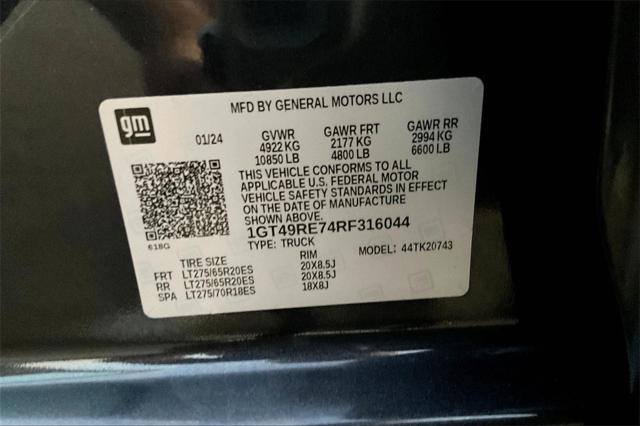 gm
MFD BY GENERAL MOTORS LLC
01/24 GVWR GAWR FRT GAWR RR
4922 KG 2177 KG 2994 KG
10850 LB 4800 LB 6600 LB
THIS VEHICLE CONFORMS TO ALL
APPLICABLE U.S. FEDERAL MOTOR
VEHICLE SAFETY STANDARDS IN EFFECT
ON THE DATE OF MANUFACTURE
SHOWN ABOVE.
618G
1GT49RE74RF316044
TYPE: TRUCK MODEL: 44TK20743
TIRE SIZE RIM
FRT LT275/65R20ES 20X8.5J
RR LT275/65R20ES 20X8.5J
SPA LT275/70R18ES 18X8J